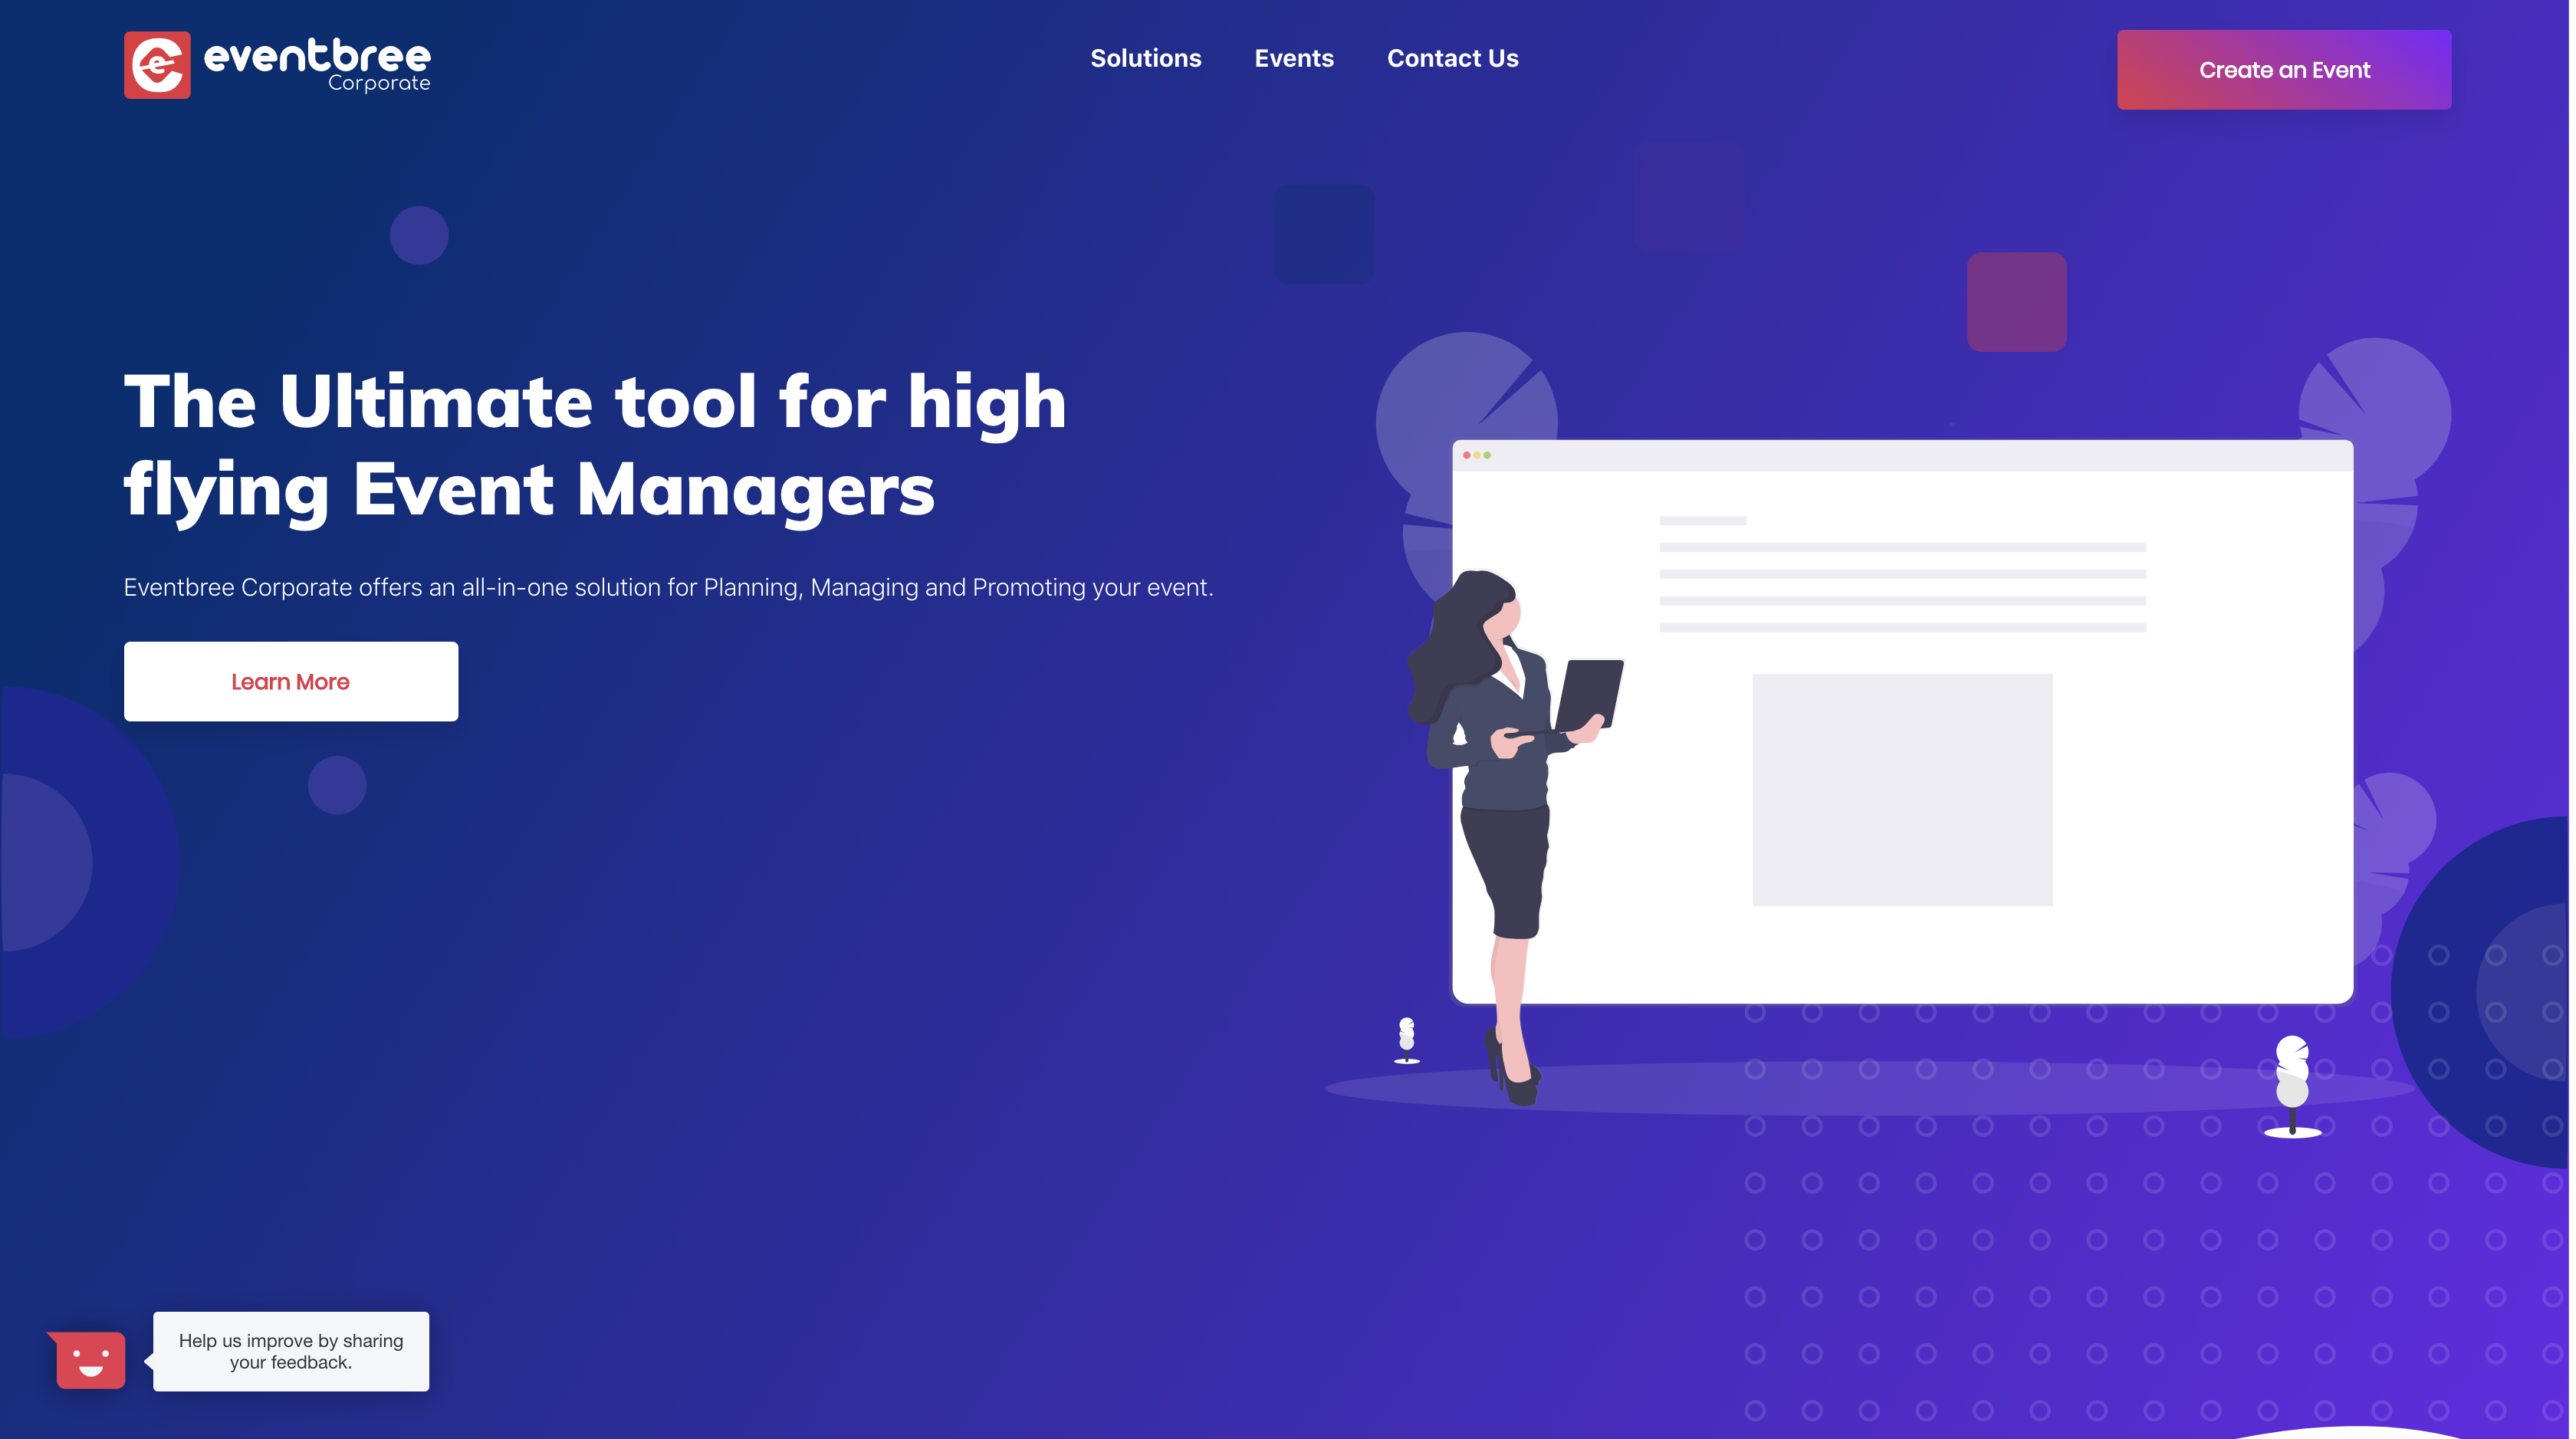 eventbree
Corporate
Solutions
Events
Contact Us
Create an Event
The Ultimate tool for high
flying Event Managers
Eventbree Corporate offers an all-in-one solution for Planning, Managing and Promoting your event.
Learn More
Help us improve by sharing
your feedback.